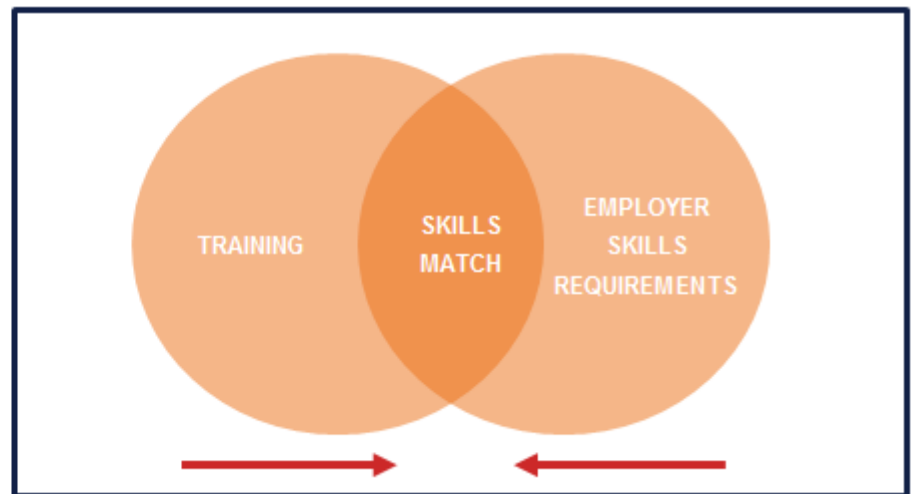 TRAINING
SKILLS
MATCH
EMPLOYER
SKILLS
REQUIREMENTS